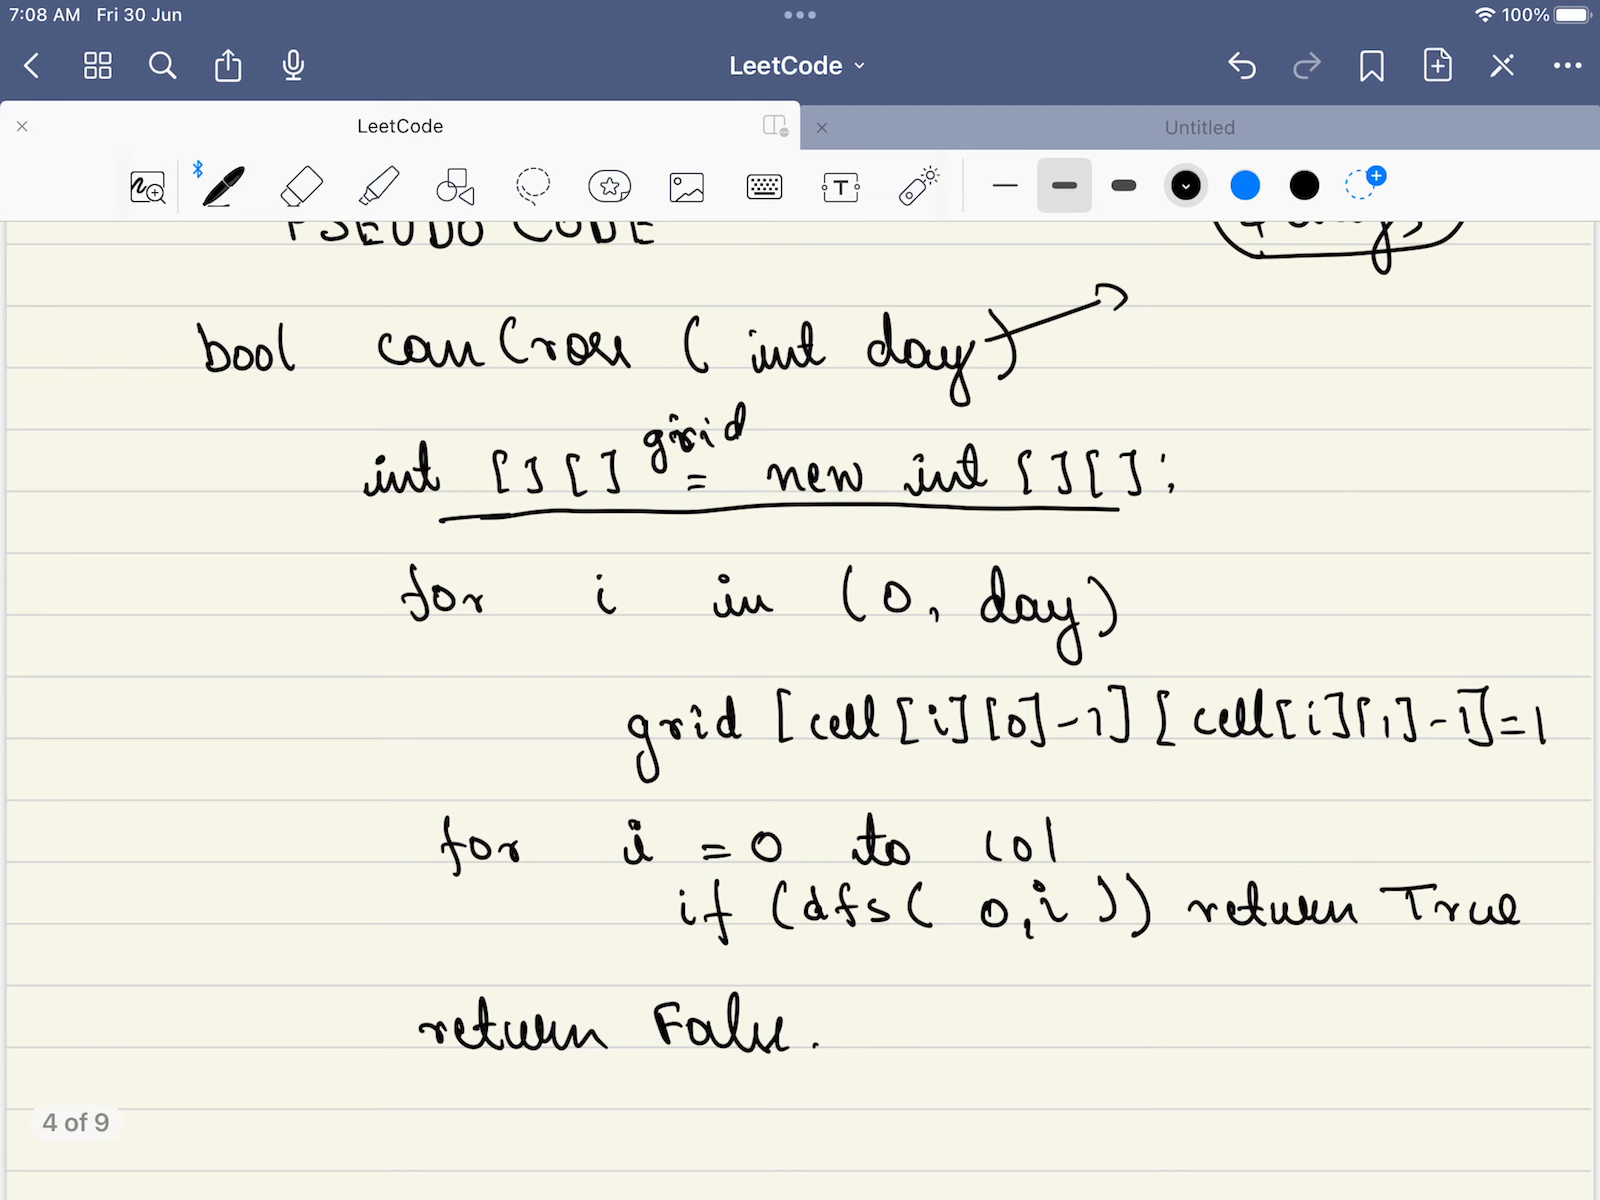 7:08 AM Fri 30 Jun
100%
LeetCode
LeetCode
Untitled
PSEUDO CODE
bool canCross (int day)
grid
int [][] = new int [][];
for i in (0, day)
grid [cell[i][0]-1][cell[i][1]-1]=1
for i = 0 to col
if (dfs( 0,i )) return True
return False.
4 of 9